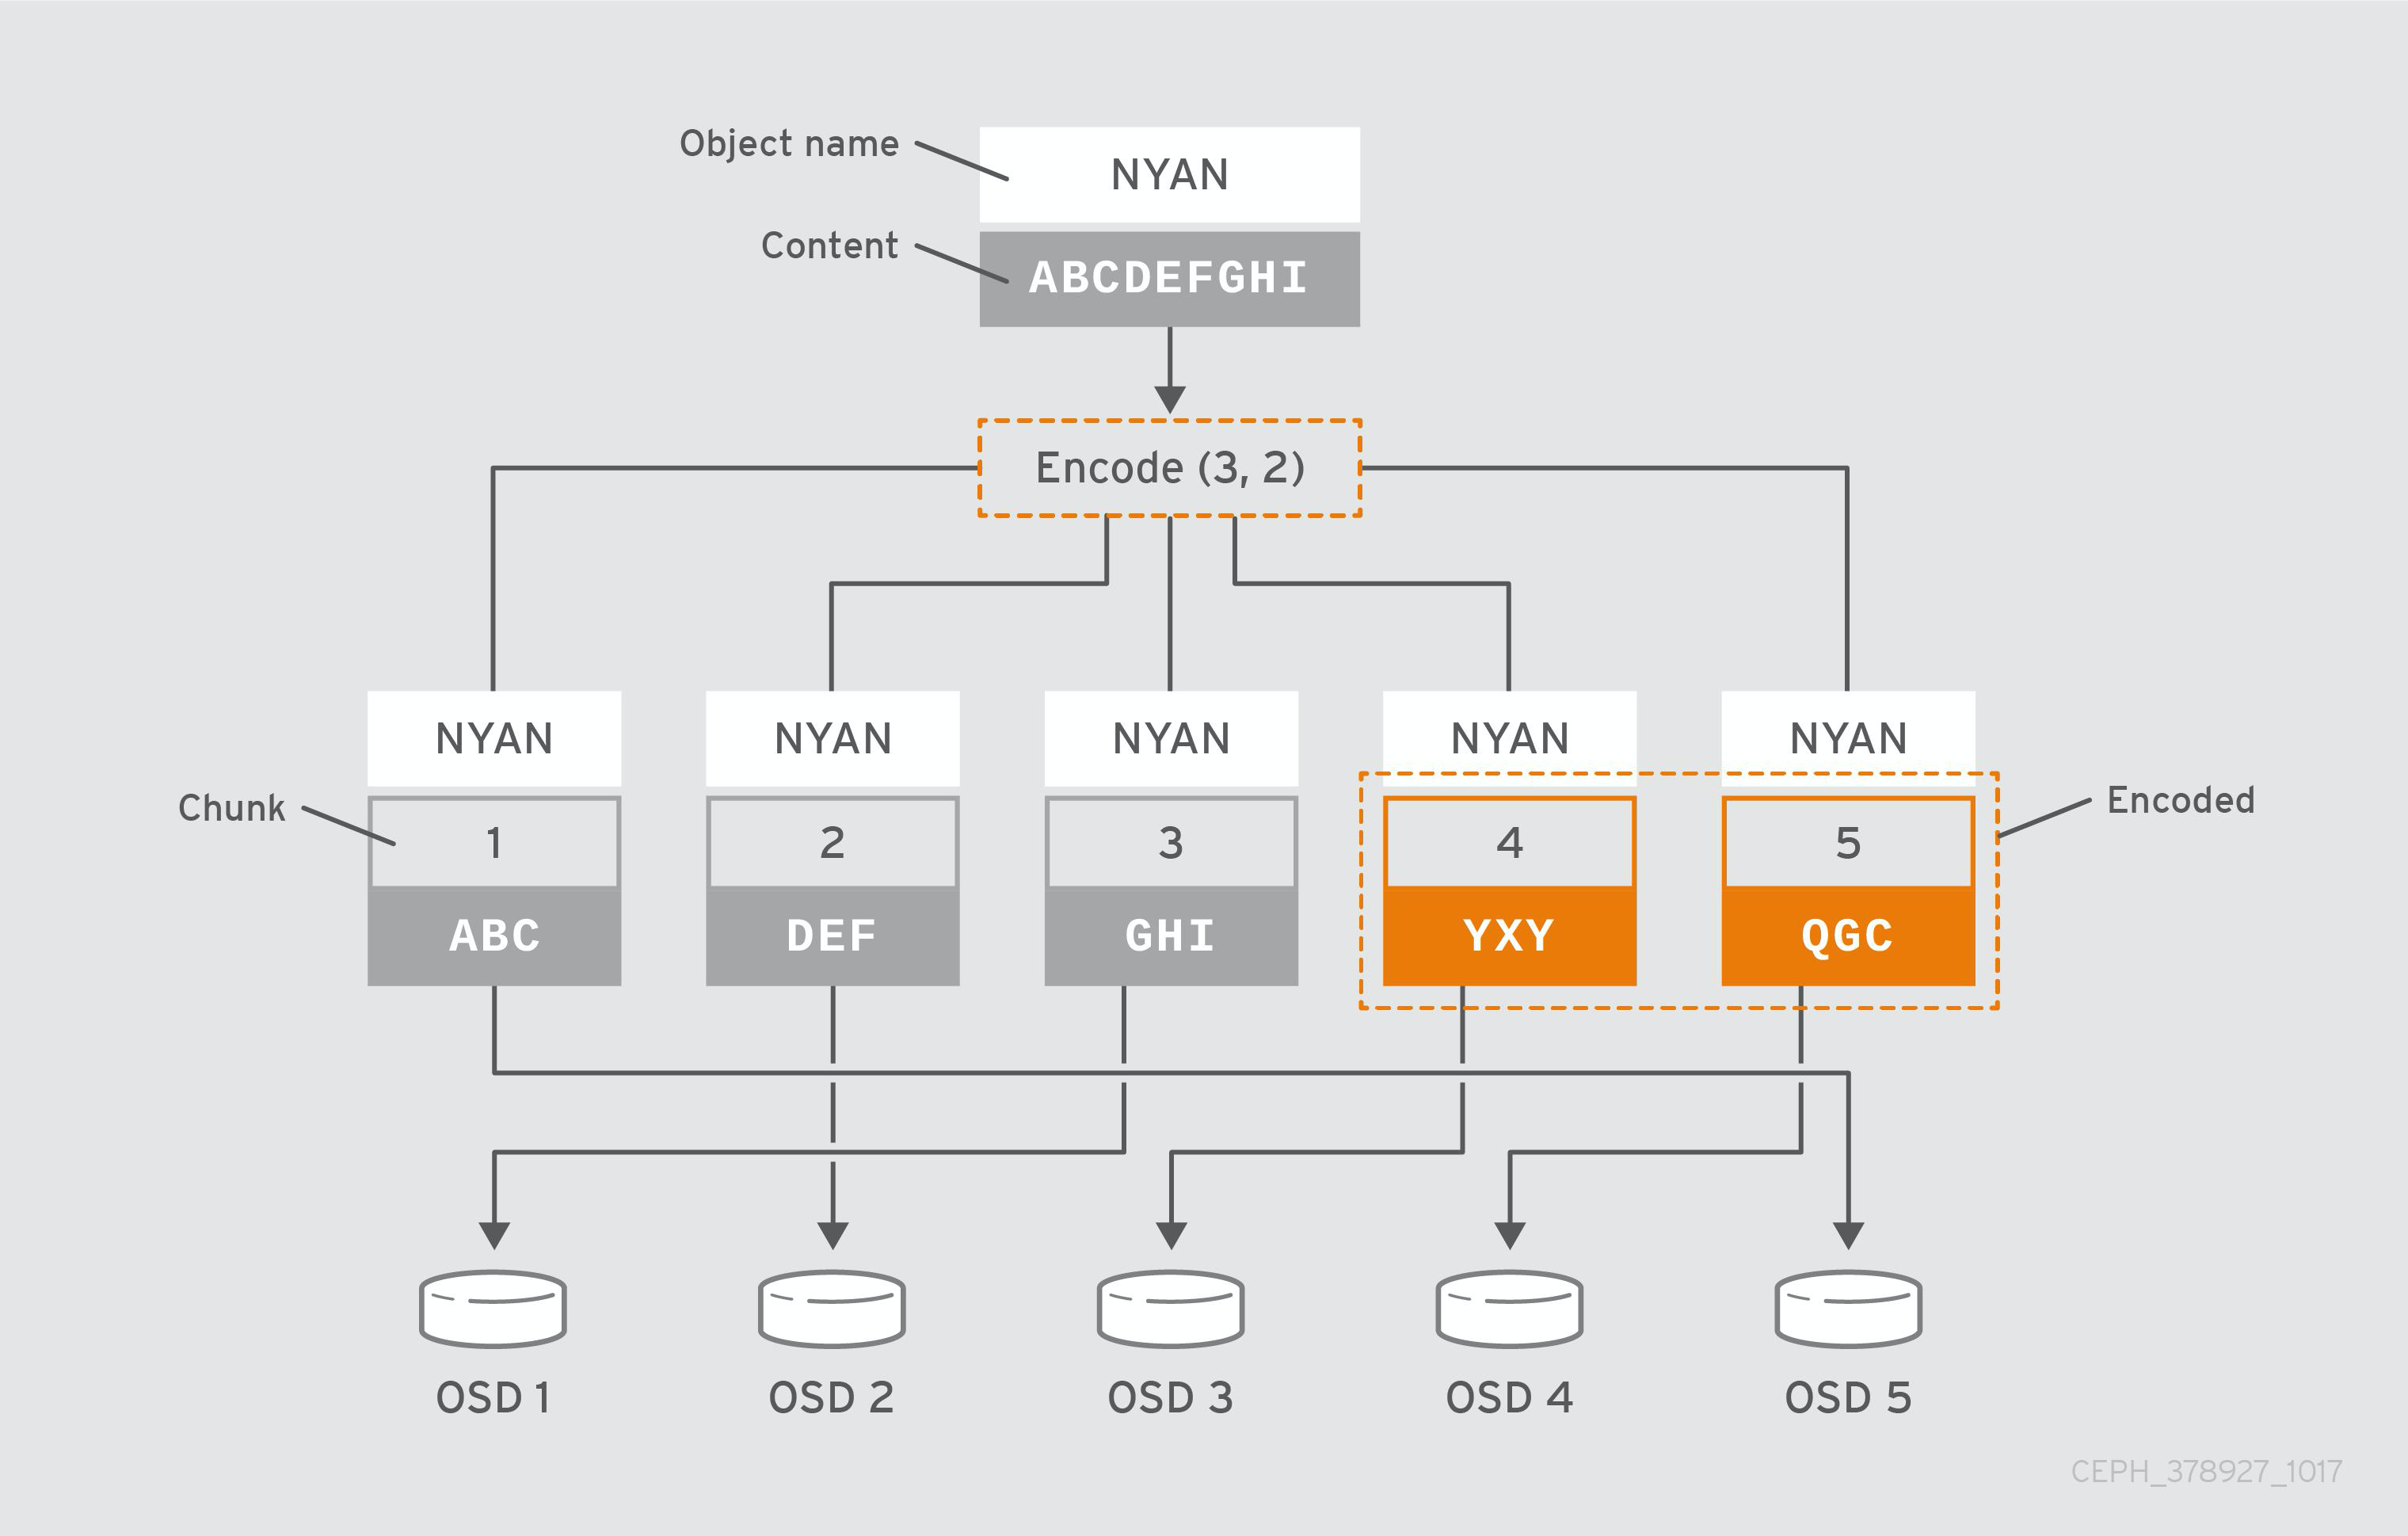 Object name
NYAN
Content
ABCDEFGHI
Encode (3, 2)
NYAN
NYAN
NYAN
NYAN
NYAN
Chunk
1
2
3
4
5
Encoded
ABC
DEF
GHI
YXY
QGC
OSD 1
OSD 2
OSD 3
OSD 4
OSD 5
CEPH_378927_1017